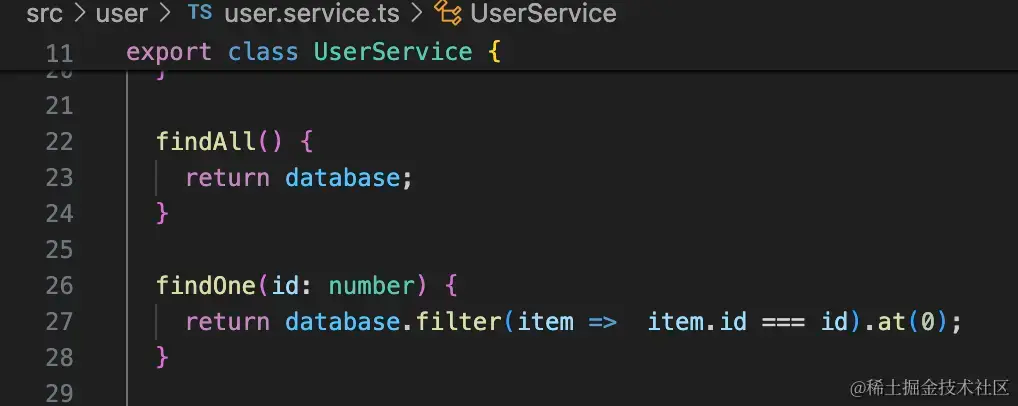 src > user > TS user.service.ts > UserService
11 export class UserService {
20 }
21
22 findAll() {
23 return database;
24 }
25
26 findOne(id: number) {
27 return database.filter(item =>  item.id === id).at(0);
28 }
29
@稀土掘金技术社区